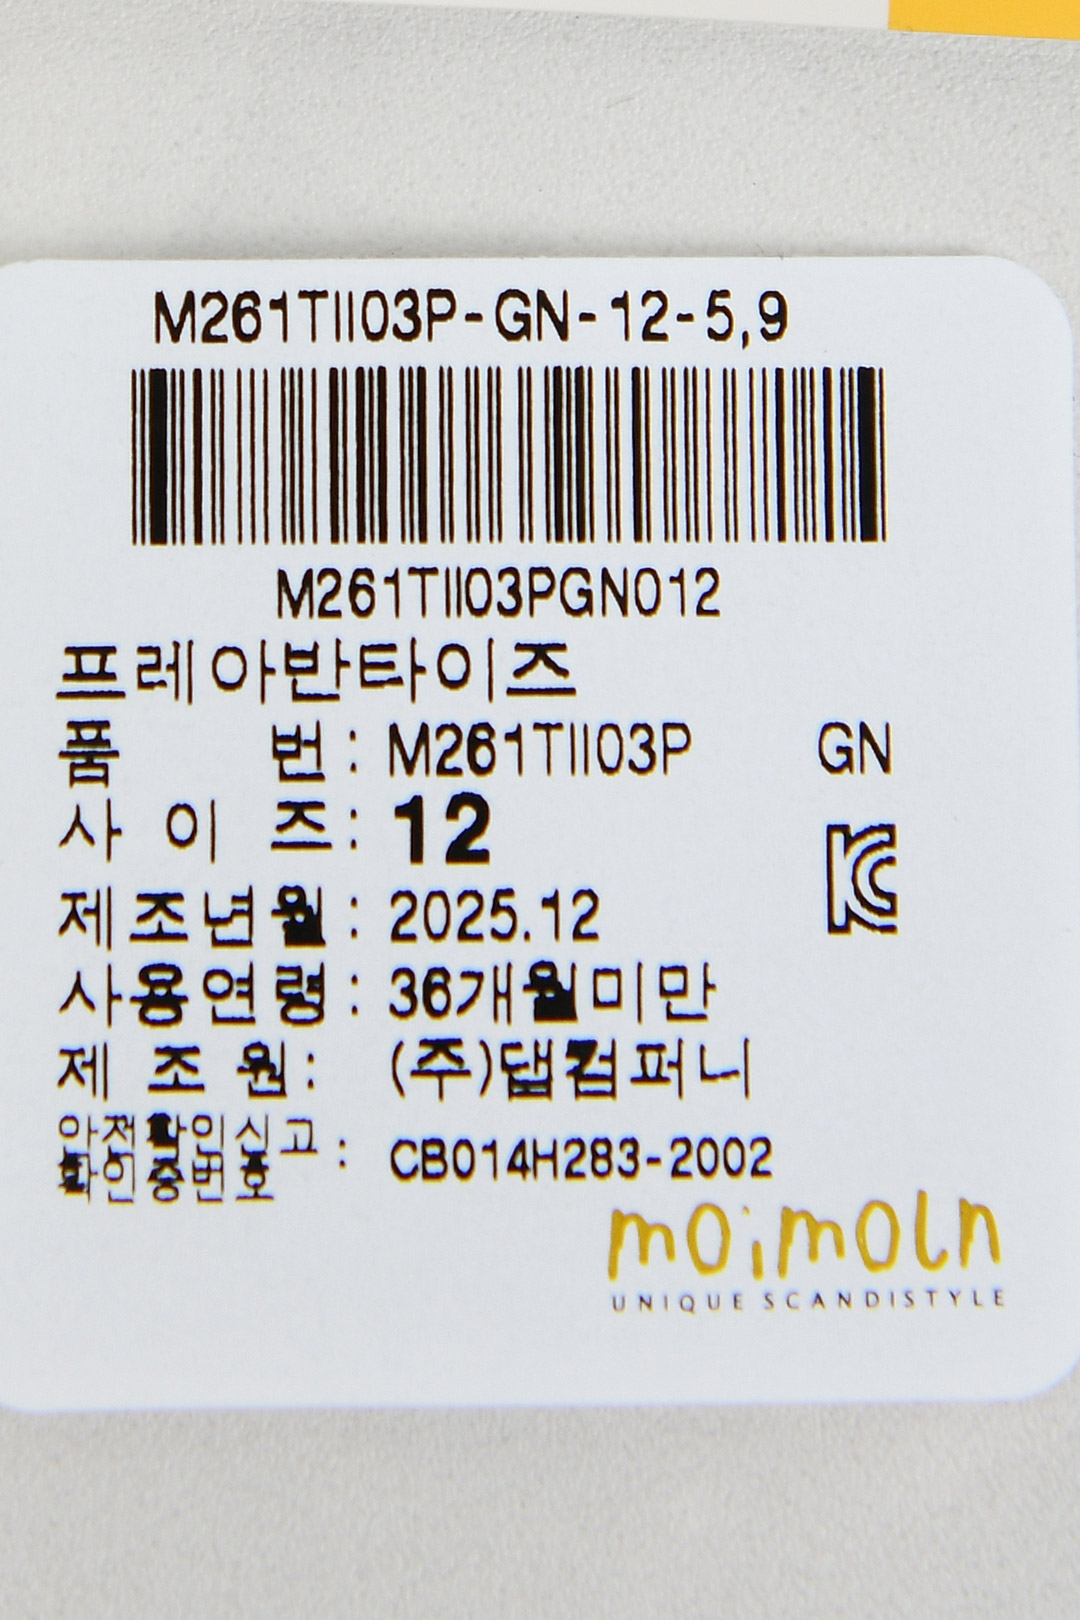 M261TII03P-GN-12-5,9
M261TII03PGN012
프레아반타이즈
품 번 : M261TII03P GN
사 이 즈 : 12
제조년월 : 2025.12
사용연령 : 36개월미만
제 조 원 : (주)댑컴퍼니
안전확인신고
확인증번호 : CB014H283-2002
moimoln
UNIQUE SCANDISTYLE